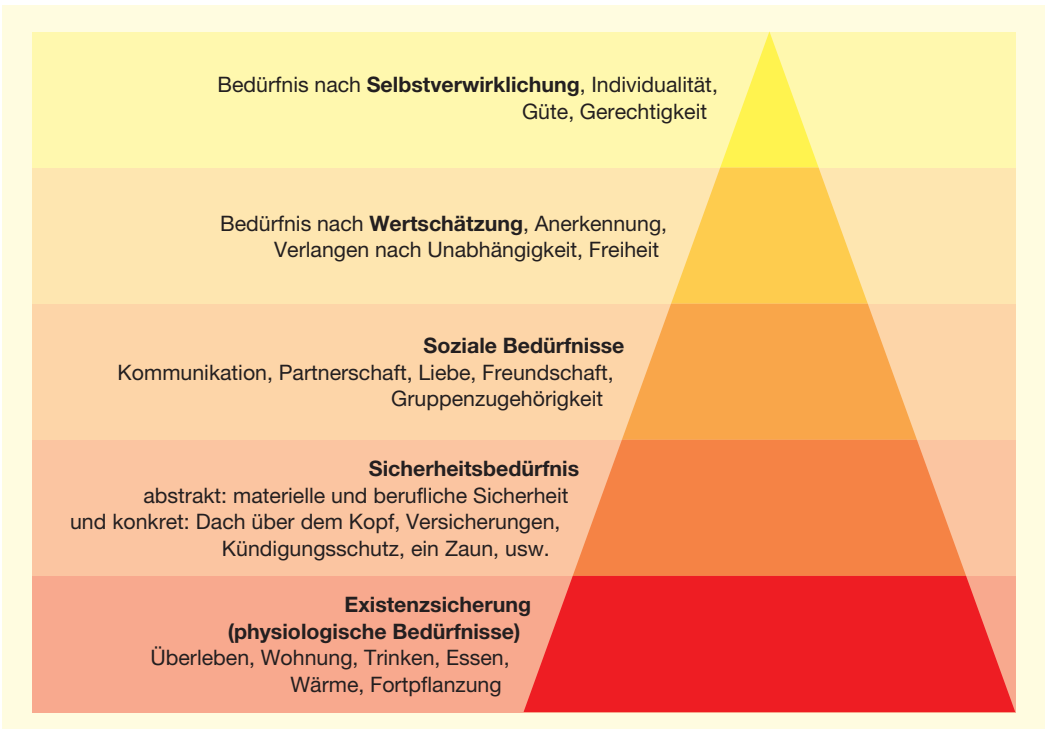 Bedürfnis nach Selbstverwirklichung, Individualität,
Güte, Gerechtigkeit
Bedürfnis nach Wertschätzung, Anerkennung,
Verlangen nach Unabhängigkeit, Freiheit
Soziale Bedürfnisse
Kommunikation, Partnerschaft, Liebe, Freundschaft,
Gruppenzugehörigkeit
Sicherheitsbedürfnis
abstrakt: materielle und berufliche Sicherheit
und konkret: Dach über dem Kopf, Versicherungen,
Kündigungsschutz, ein Zaun, usw.
Existenzsicherung
(physiologische Bedürfnisse)
Überleben, Wohnung, Trinken, Essen,
Wärme, Fortpflanzung